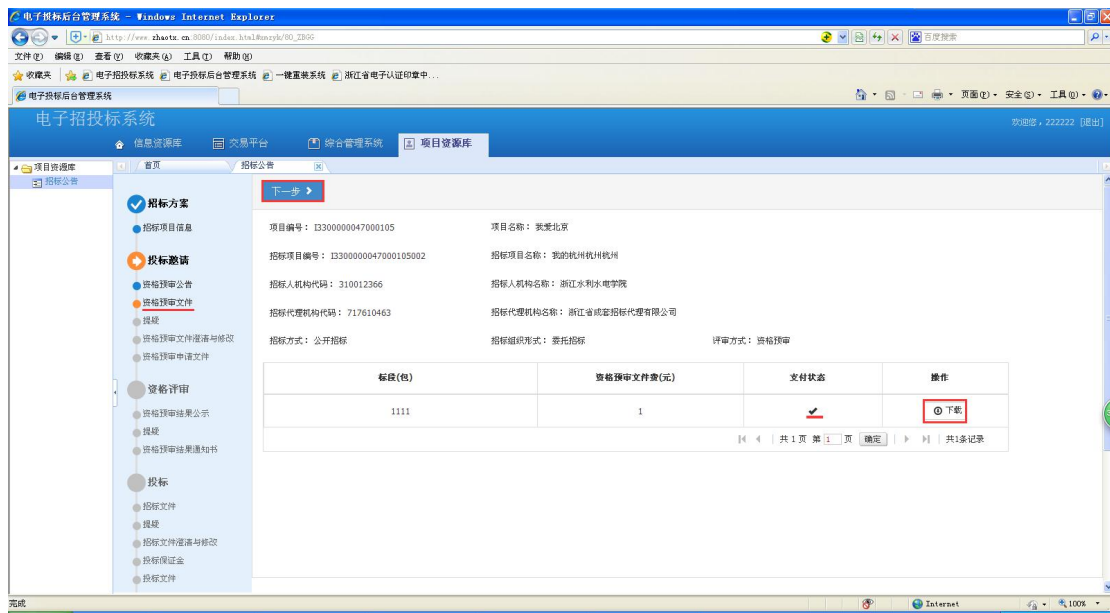 电子投标后台管理系统 - Windows Internet Explorer
http://www.zhaotx.cn:8080/index.html#xmzyk/80_ZBGG
百度搜索
文件(F) 编辑(E) 查看(V) 收藏夹(A) 工具(T) 帮助(H)
收藏夹 电子招投标系统 电子投标后台管理系统 一键重装系统 浙江省电子认证印章中...
电子投标后台管理系统
页面(P) 安全(S) 工具(O)
电子招投标系统
欢迎您，222222 [退出]
信息资源库 交易平台 综合管理系统 项目资源库
项目资源库
招标公告
首页 招标公告
下一步
招标方案
招标项目信息
投标邀请
资格预审公告
资格预审文件
提疑
资格预审文件澄清与修改
资格预审申请文件
资格评审
资格预审结果公示
提疑
资格预审结果通知书
投标
招标文件
提疑
招标文件澄清与修改
投标保证金
投标文件
项目编号： I3300000047000105 项目名称： 我爱北京
招标项目编号： I3300000047000105002 招标项目名称： 我的杭州杭州杭州
招标人机构代码： 310012366 招标人机构名称： 浙江水利水电学院
招标代理机构代码： 717610463 招标代理机构名称： 浙江省成套招标代理有限公司
招标方式： 公开招标 招标组织形式： 委托招标 评审方式： 资格预审
标段(包) 资格预审文件费(元) 支付状态 操作
1111 1 下载
共 1 页 第 1 页 确定 共1条记录
完成 Internet 100%